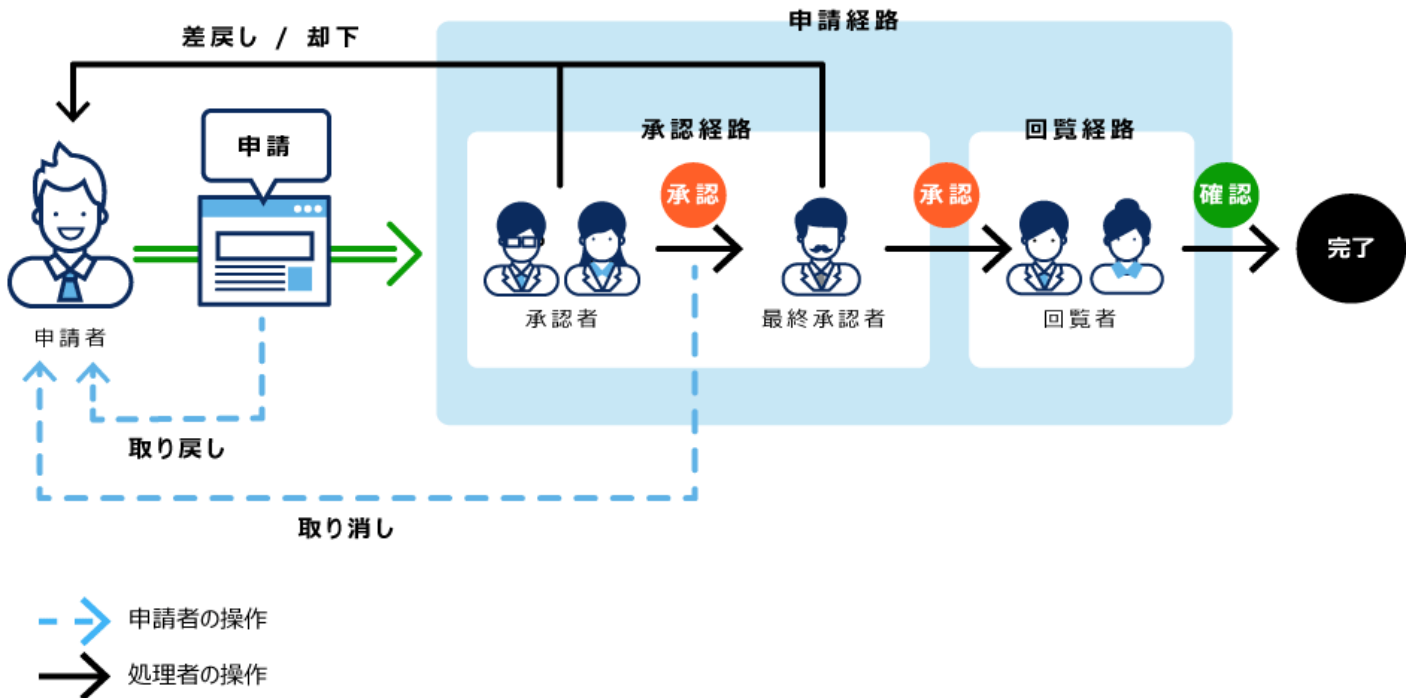 申請経路
差戻し / 却下
申請
承認経路
回覧経路
承認
承認
確認
完了
申請者
承認者
最終承認者
回覧者
取り戻し
取り消し
申請者の操作
処理者の操作